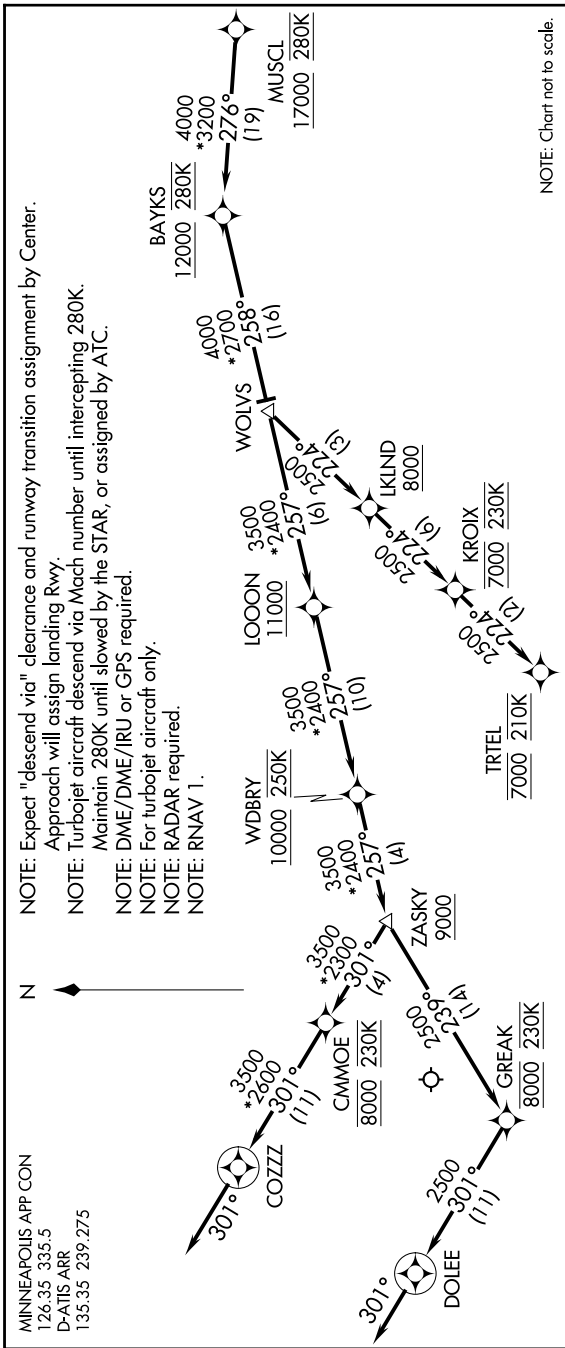 MINNEAPOLIS APP CON
126.35 335.5
D-ATIS ARR
135.35 239.275
N
NOTE: Expect "descend via" clearance and runway transition assignment by Center.
Approach will assign landing Rwy.
NOTE: Turbojet aircraft descend via Mach number until intercepting 280K.
Maintain 280K until slowed by the STAR, or assigned by ATC.
NOTE: DME/DME/IRU or GPS required.
NOTE: For turbojet aircraft only.
NOTE: RADAR required.
NOTE: RNAV 1.
MUSCL
17000 280K
4000
*3200
276°
(19)
BAYKS
12000 280K
4000
*2700
258°
(16)
WOLVS
3500
*2400
257°
(6)
LOOON
11000
3500
*2400
257°
(10)
WDBRY
10000 250K
3500
*2400
257°
(4)
ZASKY
9000
3500
*2300
301°
(4)
CMMOE
8000 230K
3500
*2600
301°
(11)
COZZZ
301°
2500
239°
(14)
GREAK
8000 230K
2500
301°
(11)
DOLEE
301°
2500
224°
(3)
LKLND
8000
2500
224°
(6)
KROIX
7000 230K
2500
224°
(2)
TRTEL
7000 210K
NOTE: Chart not to scale.